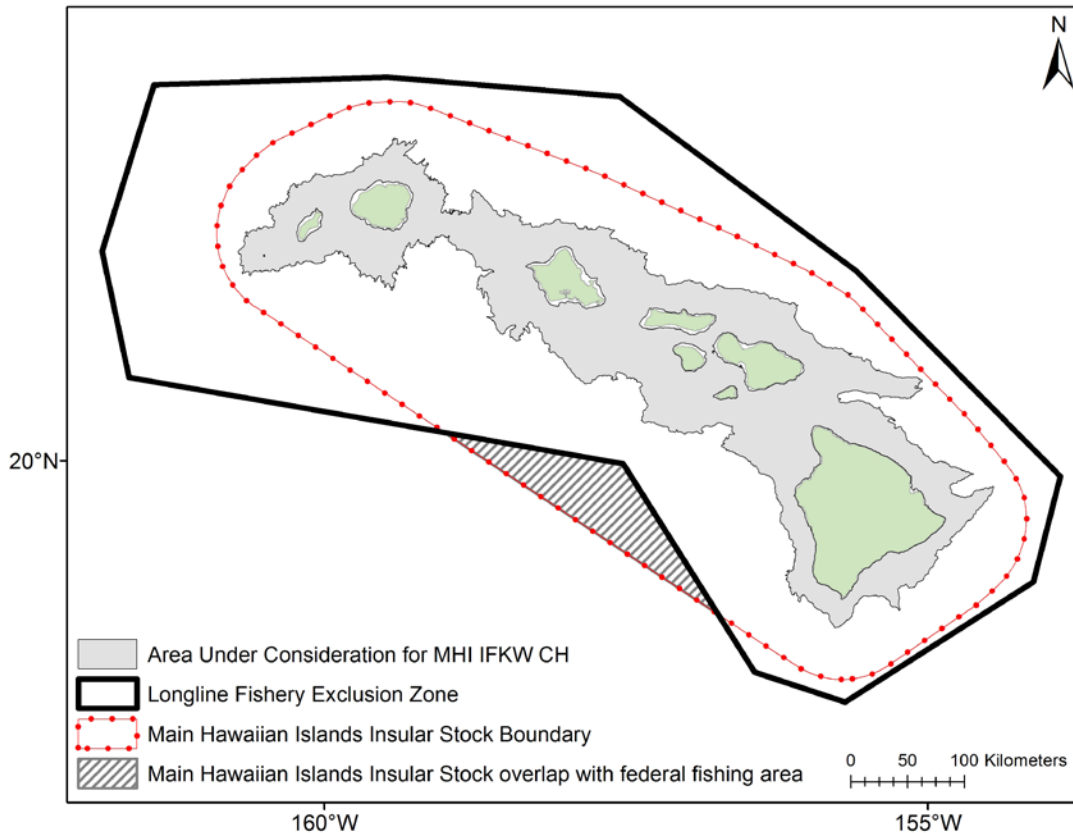 N
20°N
Area Under Consideration for MHI IFKW CH
Longline Fishery Exclusion Zone
Main Hawaiian Islands Insular Stock Boundary
Main Hawaiian Islands Insular Stock overlap with federal fishing area
0 50 100 Kilometers
160°W 155°W